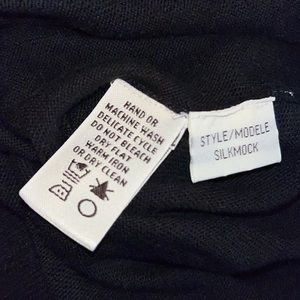 HAND OR
MACHINE WASH
DELICATE CYCLE
DO NOT BLEACH
DRY FLAT
WARM IRON
OR DRY CLEAN
STYLE/MODELE
SILKMOCK